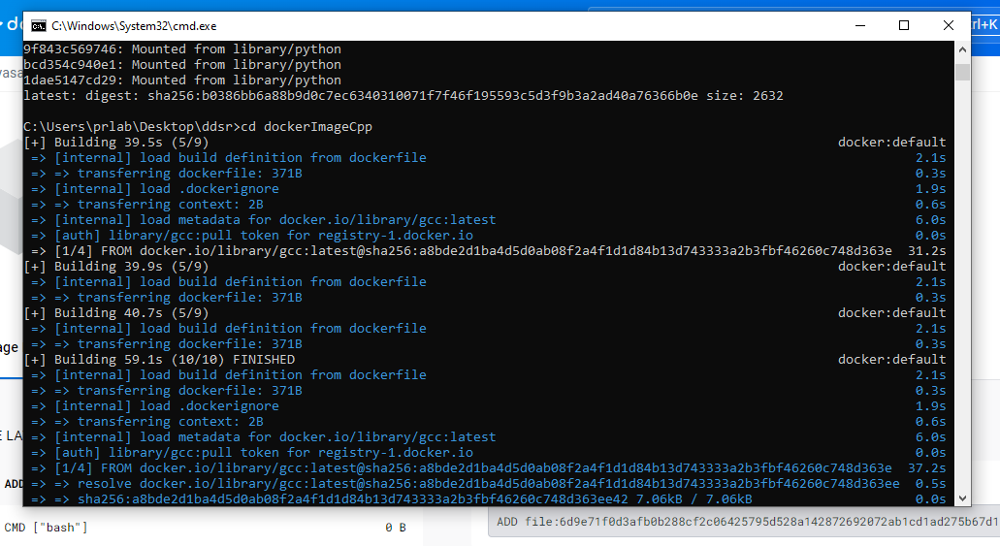 C:\Windows\System32\cmd.exe
9f843c569746: Mounted from library/python
bcd354c940e1: Mounted from library/python
1dae5147cd29: Mounted from library/python
latest: digest: sha256:b0386bb6a88b9d0c7ec6340310071f7f46f195593c5d3f9b3a2ad40a76366b0e size: 2632
C:\Users\prlab\Desktop\ddsr>cd dockerImageCpp
[+] Building 39.5s (5/9) docker:default
=> [internal] load build definition from dockerfile 2.1s
=> => transferring dockerfile: 371B 0.3s
=> [internal] load .dockerignore 1.9s
=> => transferring context: 2B 0.6s
=> [internal] load metadata for docker.io/library/gcc:latest 6.0s
=> [auth] library/gcc:pull token for registry-1.docker.io 0.0s
=> [1/4] FROM docker.io/library/gcc:latest@sha256:a8bde2d1ba4d5d0ab08f2a4f1d1d84b13d743333a2b3fbf46260c748d363e 31.2s
[+] Building 39.9s (5/9) docker:default
=> [internal] load build definition from dockerfile 2.1s
=> => transferring dockerfile: 371B 0.3s
[+] Building 40.7s (5/9) docker:default
=> [internal] load build definition from dockerfile 2.1s
=> => transferring dockerfile: 371B 0.3s
[+] Building 59.1s (10/10) FINISHED docker:default
=> [internal] load build definition from dockerfile 2.1s
=> => transferring dockerfile: 371B 0.3s
=> [internal] load .dockerignore 1.9s
=> => transferring context: 2B 0.6s
=> [internal] load metadata for docker.io/library/gcc:latest 6.0s
=> [auth] library/gcc:pull token for registry-1.docker.io 0.0s
=> [1/4] FROM docker.io/library/gcc:latest@sha256:a8bde2d1ba4d5d0ab08f2a4f1d1d84b13d743333a2b3fbf46260c748d363e 37.2s
=> => resolve docker.io/library/gcc:latest@sha256:a8bde2d1ba4d5d0ab08f2a4f1d1d84b13d743333a2b3fbf46260c748d363ee 0.5s
=> => sha256:a8bde2d1ba4d5d0ab08f2a4f1d1d84b13d743333a2b3fbf46260c748d363ee42 7.06kB / 7.06kB 0.0s
CMD ["bash"] 0 B
ADD file:6d9e71f0d3afb0b288cf2c06425795d528a142872692072ab1cd1ad275b67d1